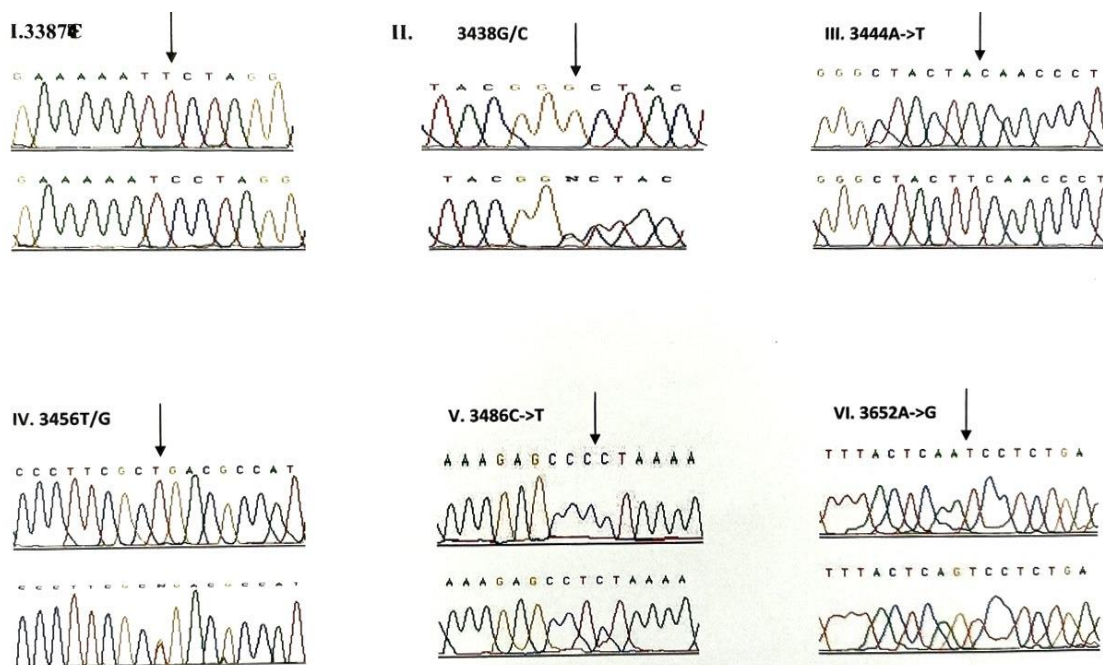 I.3387
G A A A A A T T C T A G G
G A A A A A T C C T A G G
II. 3438G/C
T A C G G G C T A C
T A C G G N C T A C
III. 3444A->T
G G G C T A C T A C A A C C C T
G G G C T A C T T C A A C C C T
IV. 3456T/G
C C C T T C G C T G A C G C C A T
C C C T T C G C N G A C G C C A T
V. 3486C->T
A A A G A G C C C C T A A A A
A A A G A G C C T C T A A A A
VI. 3652A->G
T T T A C T C A A T C C T C T G A
T T T A C T C A G T C C T C T G A